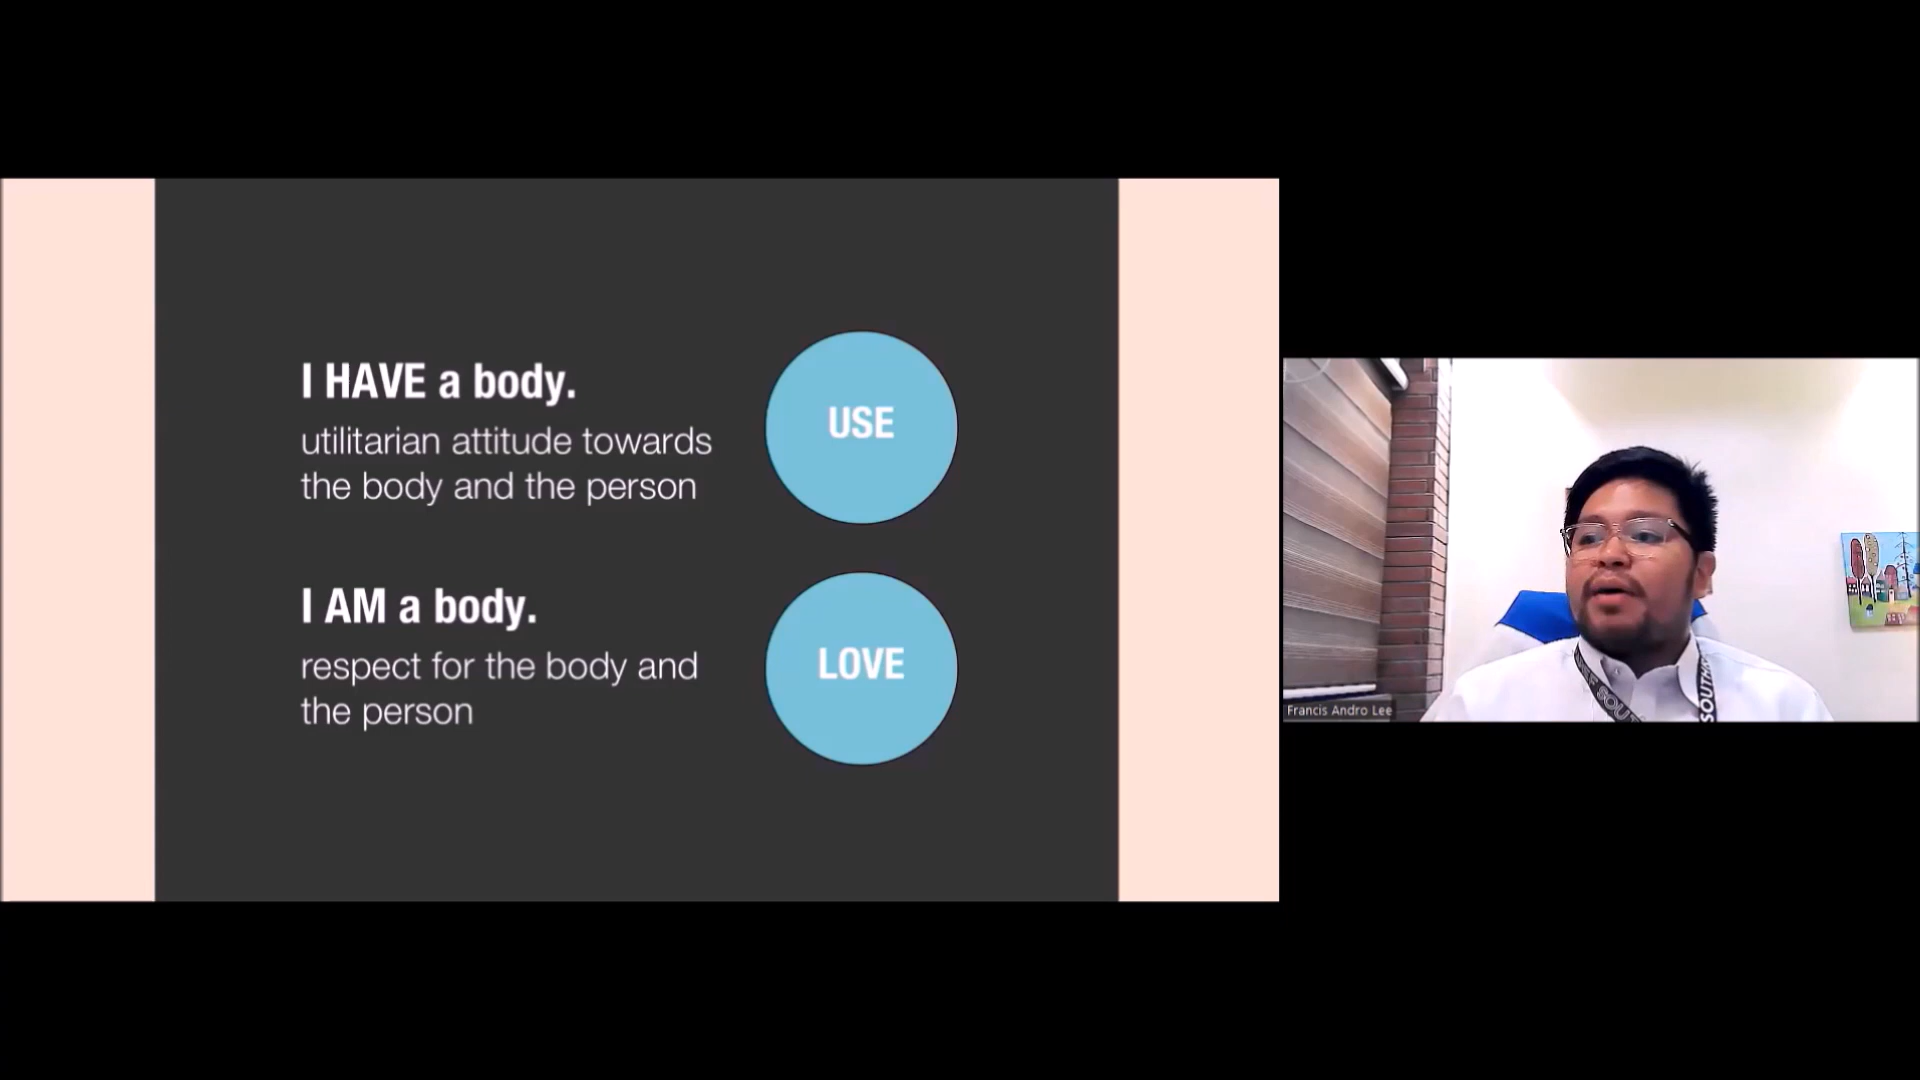 I HAVE a body.
utilitarian attitude towards
the body and the person
USE
I AM a body.
respect for the body and
the person
LOVE
Francis Andro Lee
SOUTH